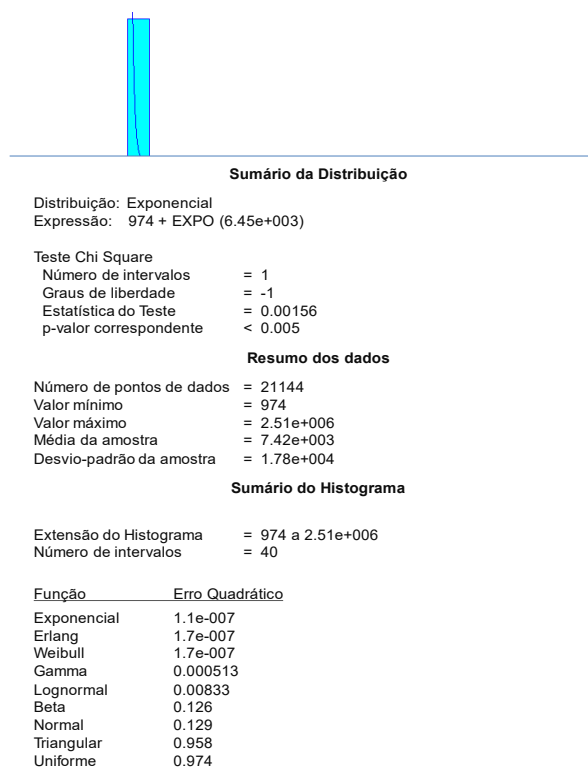 Sumário da Distribuição
Distribuição: Exponencial
Expressão: 974 + EXPO (6.45e+003)
Teste Chi Square
Número de intervalos = 1
Graus de liberdade = -1
Estatística do Teste = 0.00156
p-valor correspondente < 0.005
Resumo dos dados
Número de pontos de dados = 21144
Valor mínimo = 974
Valor máximo = 2.51e+006
Média da amostra = 7.42e+003
Desvio-padrão da amostra = 1.78e+004
Sumário do Histograma
Extensão do Histograma = 974 a 2.51e+006
Número de intervalos = 40
Função Erro Quadrático
Exponencial 1.1e-007
Erlang 1.7e-007
Weibull 1.7e-007
Gamma 0.000513
Lognormal 0.00833
Beta 0.126
Normal 0.129
Triangular 0.958
Uniforme 0.974